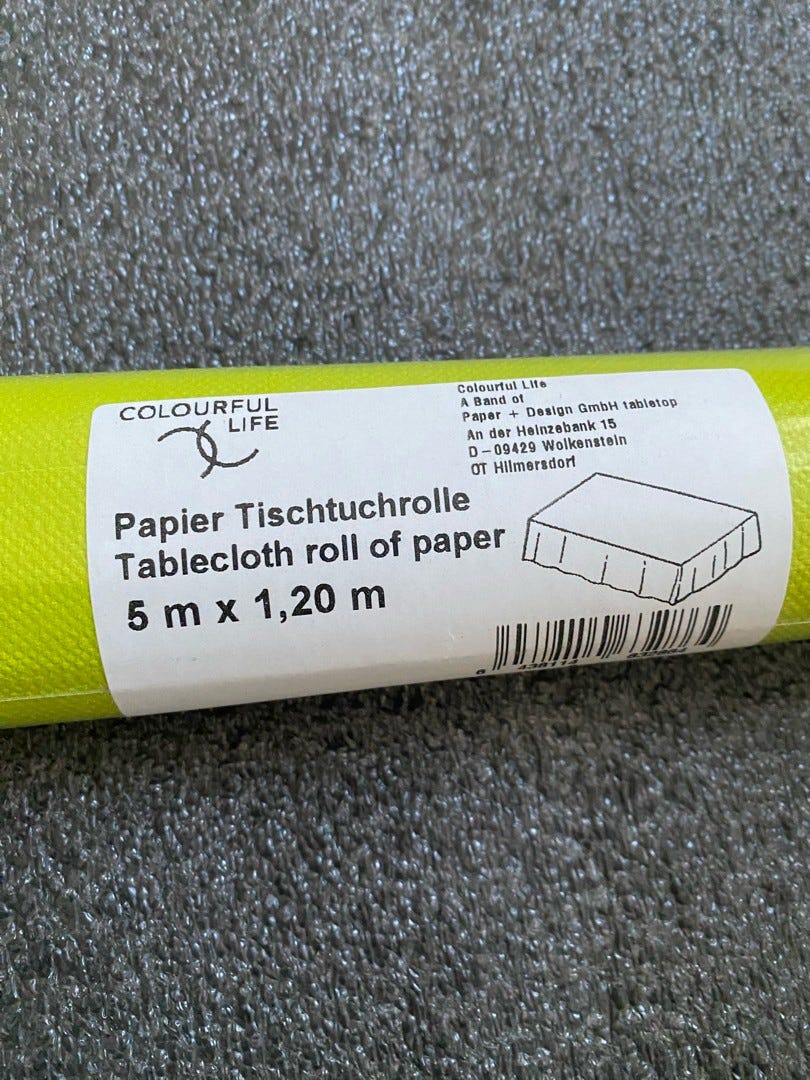 COLOURFUL
LIFE
Colourful Life
A Band of
Paper + Design GmbH tabletop
An der Heinzebank 15
D-09429 Wolkenstein
OT Hilmersdorf
Papier Tischtuchrolle
Tablecloth roll of paper
5 m x 1,20 m